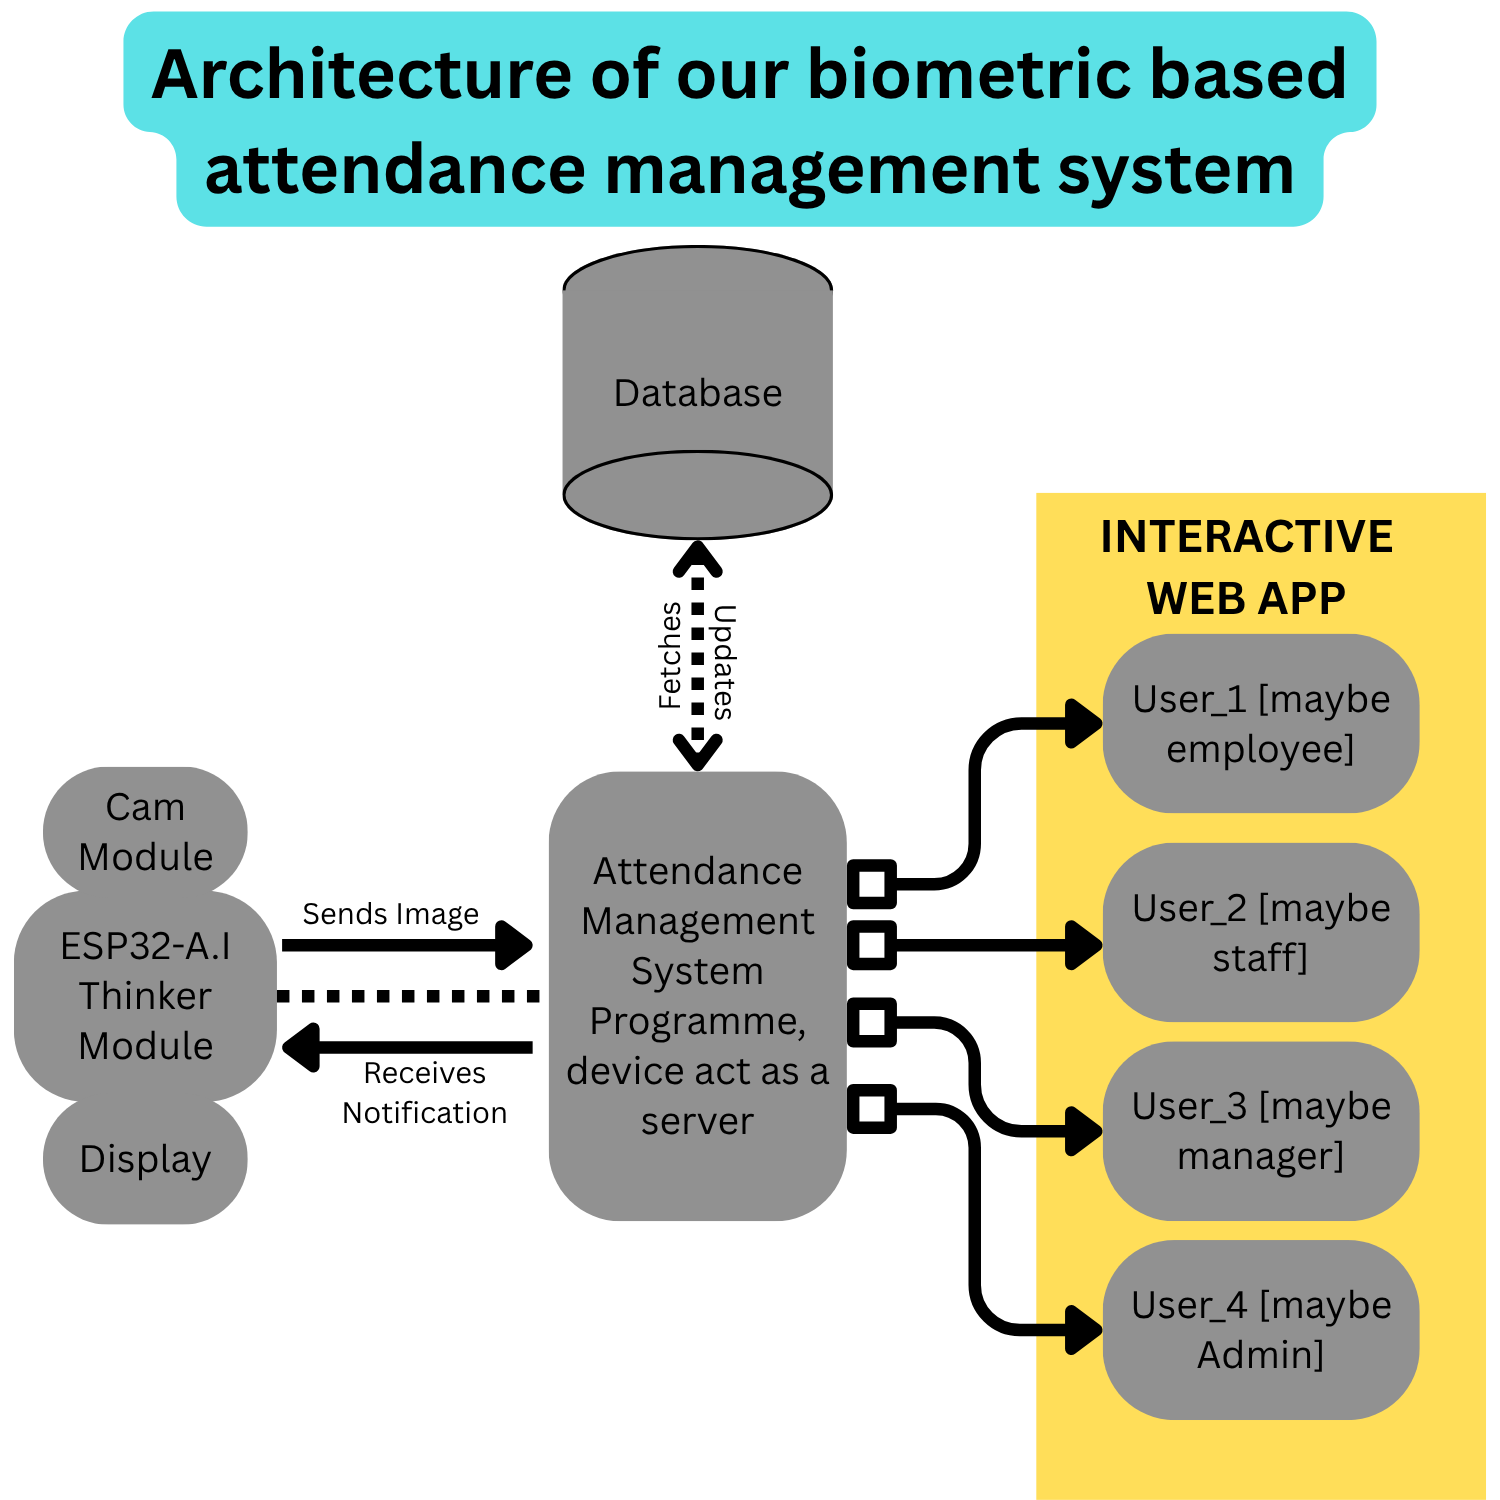 Architecture of our biometric based
attendance management system
Database
Fetches
Updates
INTERACTIVE
WEB APP
User_1 [maybe
employee]
User_2 [maybe
staff]
User_3 [maybe
manager]
User_4 [maybe
Admin]
Cam
Module
ESP32-A.I
Thinker
Module
Display
Sends Image
Receives
Notification
Attendance
Management
System
Programme,
device act as a
server